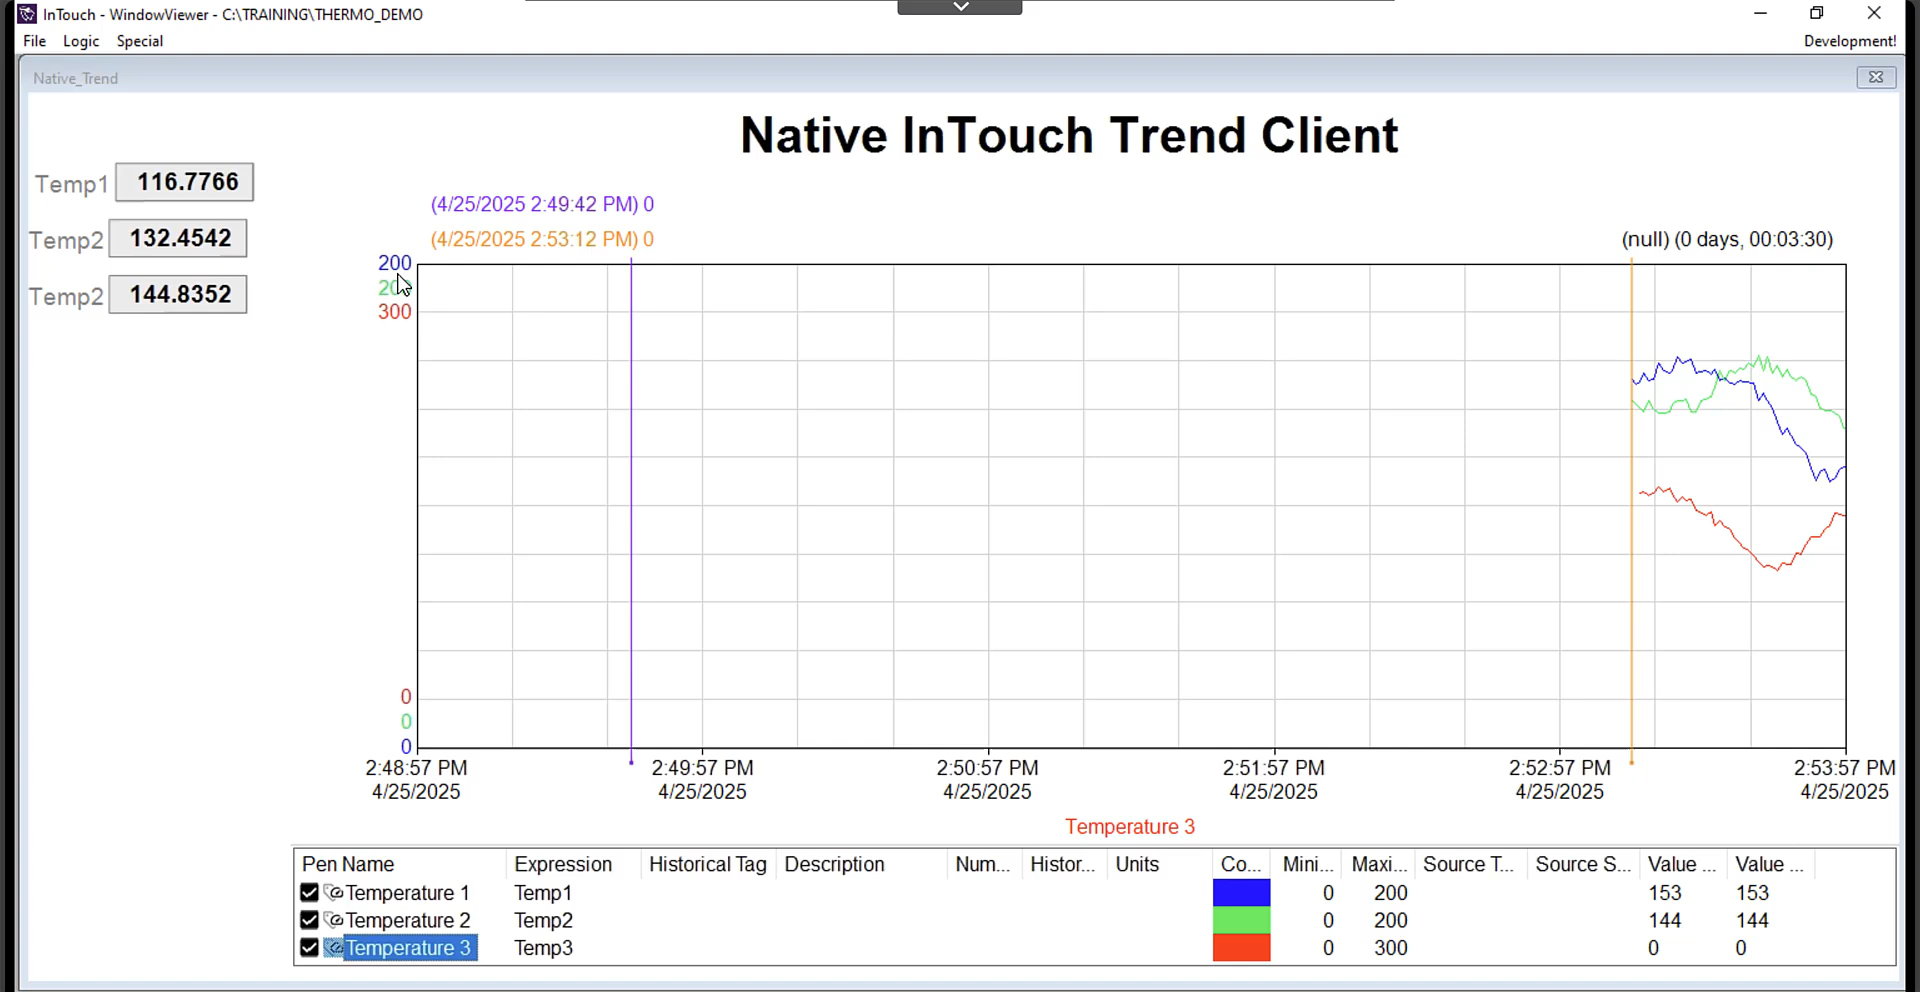 InTouch - WindowViewer - C:\TRAINING\THERMO_DEMO
File Logic Special Development!
Native_Trend
Native InTouch Trend Client
Temp1 116.7766
Temp2 132.4542
Temp2 144.8352
(4/25/2025 2:49:42 PM) 0
(4/25/2025 2:53:12 PM) 0
(null) (0 days, 00:03:30)
200
300
0
0
0
2:48:57 PM 2:49:57 PM 2:50:57 PM 2:51:57 PM 2:52:57 PM 2:53:57 PM
4/25/2025 4/25/2025 4/25/2025 4/25/2025 4/25/2025 4/25/2025
Temperature 3
Pen Name Expression Historical Tag Description Num... Histor... Units Co... Mini... Maxi... Source T... Source S... Value ... Value ...
Temperature 1 Temp1 0 200 153 153
Temperature 2 Temp2 0 200 144 144
Temperature 3 Temp3 0 300 0 0